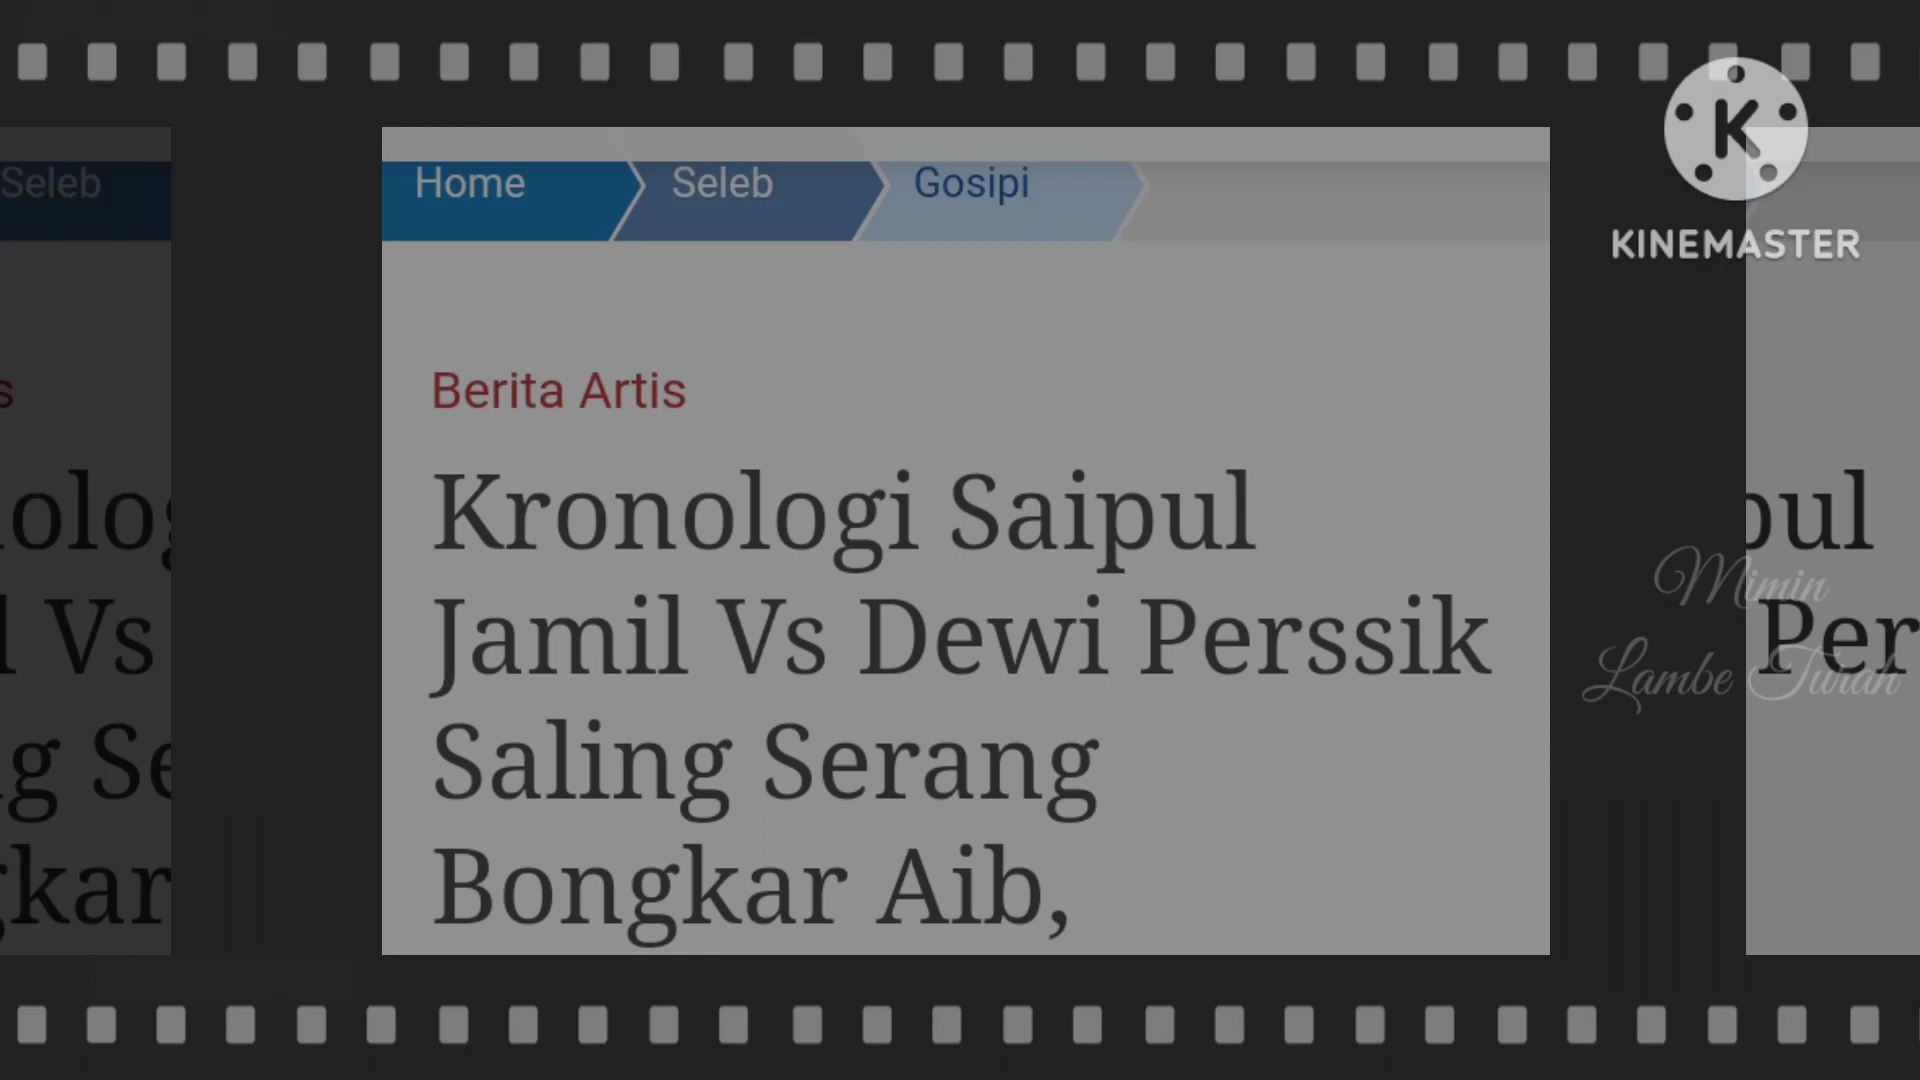 Home Seleb Gosipi
Berita Artis
Kronologi Saipul
Jamil Vs Dewi Perssik
Saling Serang
Bongkar Aib,
KINEMASTER
Mimin
Lambe Turah
Seleb